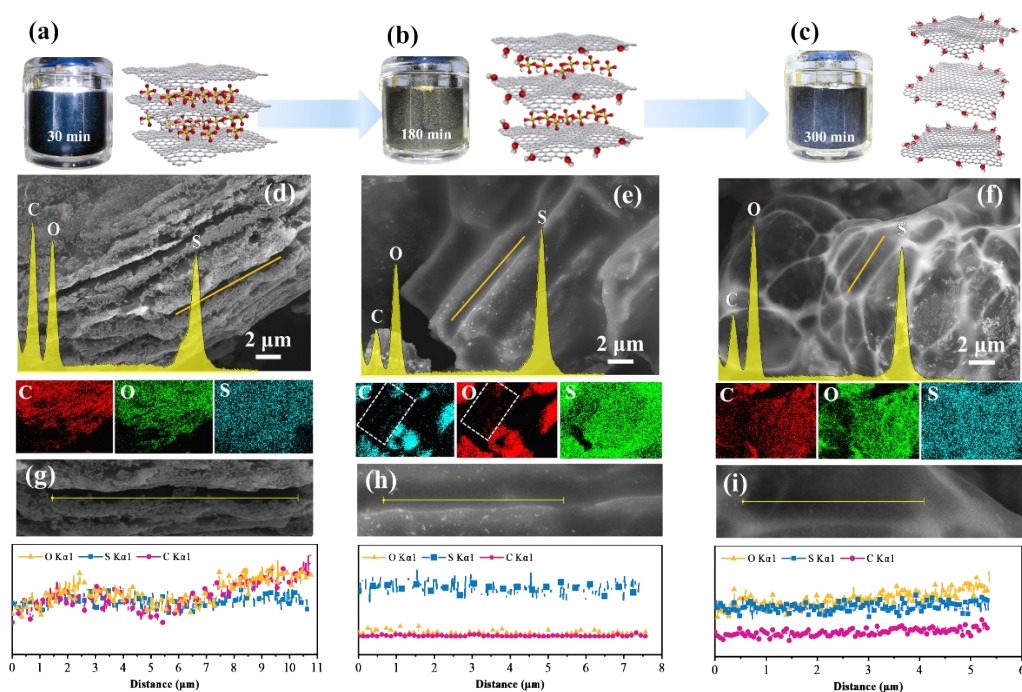 (a)
(b)
(c)
30 min
180 min
300 min
(d)
C
O
S
2 µm
(e)
C
O
S
2 µm
(f)
C
O
S
2 µm
C
O
S
C
O
S
C
O
S
(g)
(h)
(i)
O Kα1 S Kα1 C Kα1
0 1 2 3 4 5 6 7 8 9 10 11
Distance (µm)
O Kα1 S Kα1 C Kα1
0 1 2 3 4 5 6 7 8
Distance (µm)
O Kα1 S Kα1 C Kα1
0 1 2 3 4 5 6
Distance (µm)